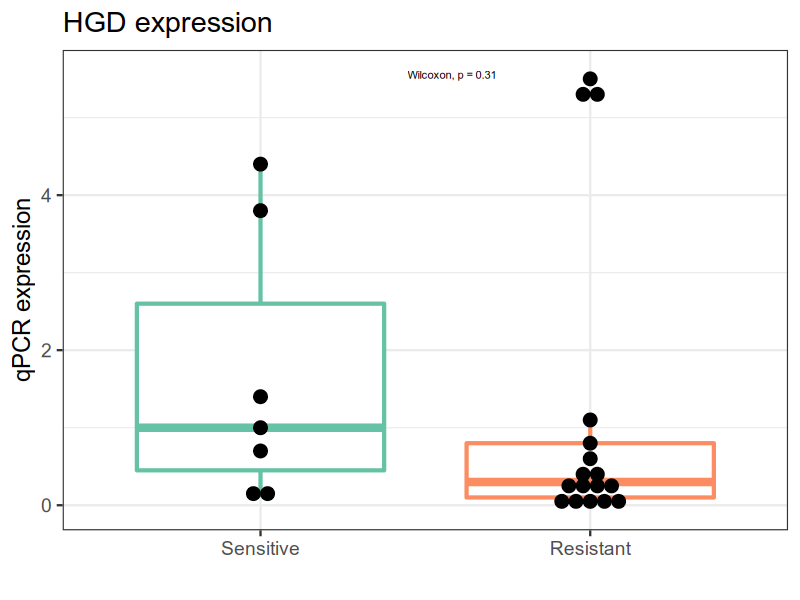 HGD expression
Wilcoxon, p = 0.31
qPCR expression
4
2
0
Sensitive
Resistant